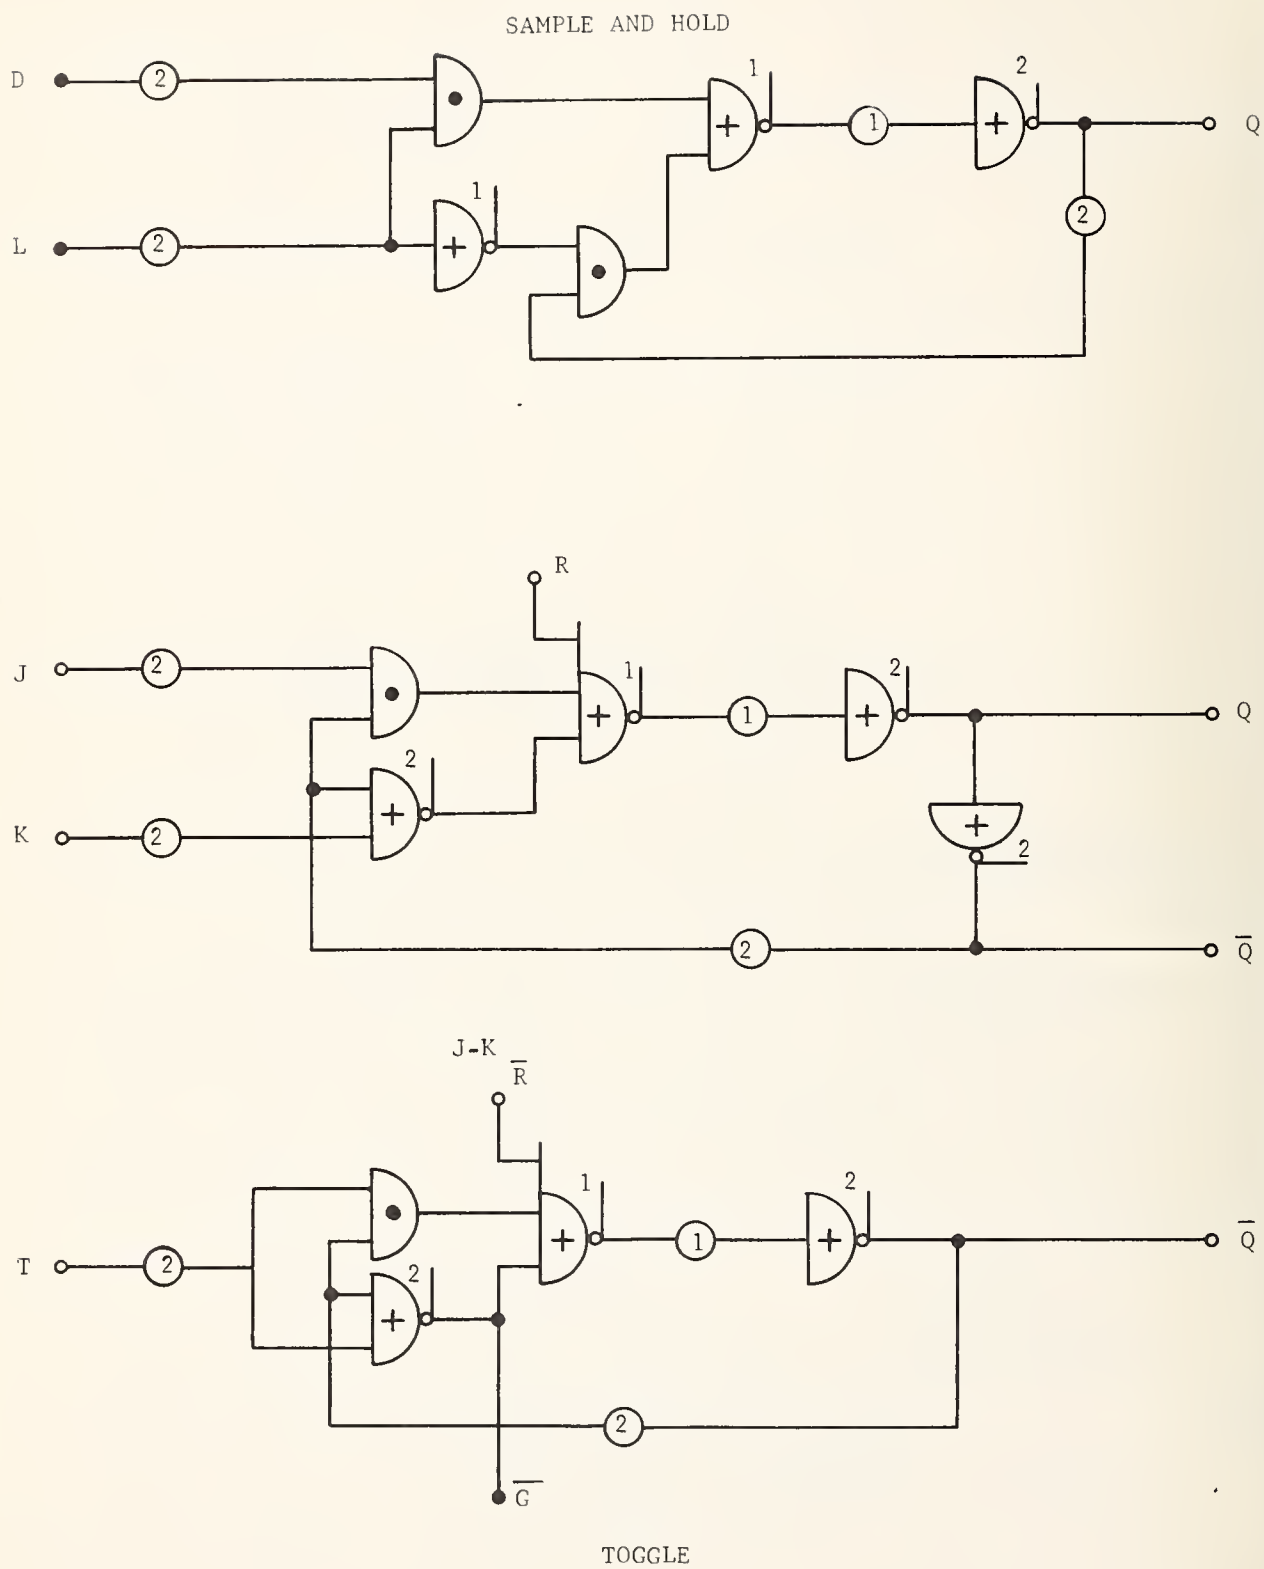 SAMPLE AND HOLD
D 2 1 1 2 Q
L 2 1 2
R
J 2 1 1 2 Q
2
K 2 2
2 Q̅
J-K
R̅
1 2
T 2 2 1 Q̅
2
G̅
TOGGLE